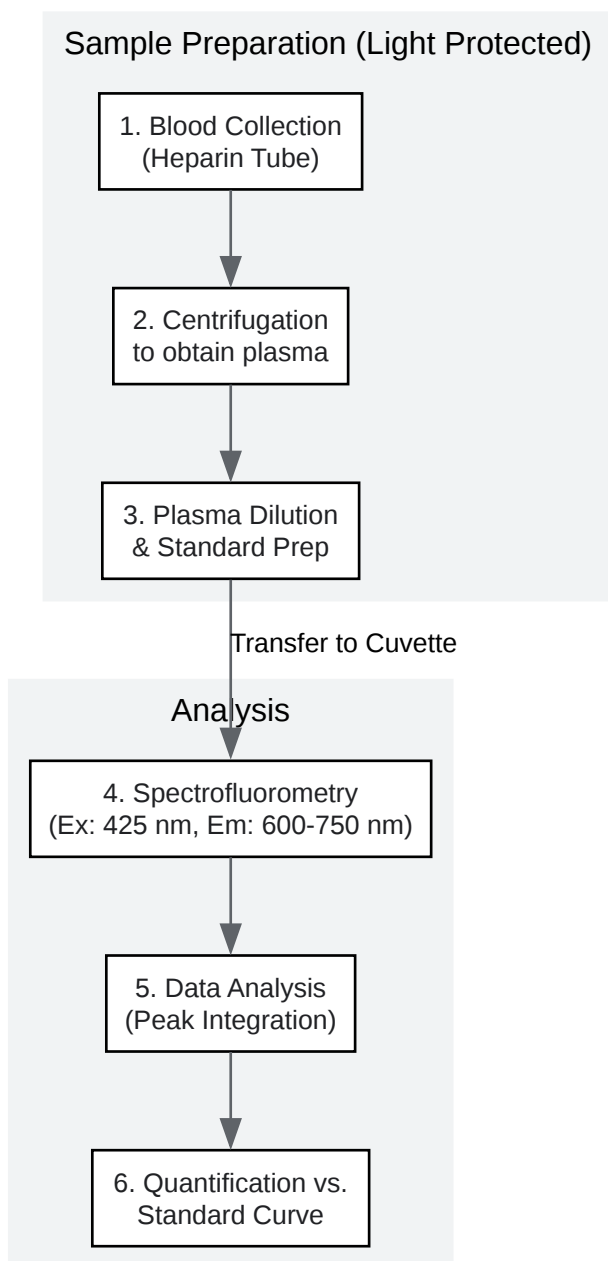 Sample Preparation (Light Protected)
1. Blood Collection
(Heparin Tube)
2. Centrifugation
to obtain plasma
3. Plasma Dilution
& Standard Prep
Transfer to Cuvette
Analysis
4. Spectrofluorometry
(Ex: 425 nm, Em: 600-750 nm)
5. Data Analysis
(Peak Integration)
6. Quantification vs.
Standard Curve